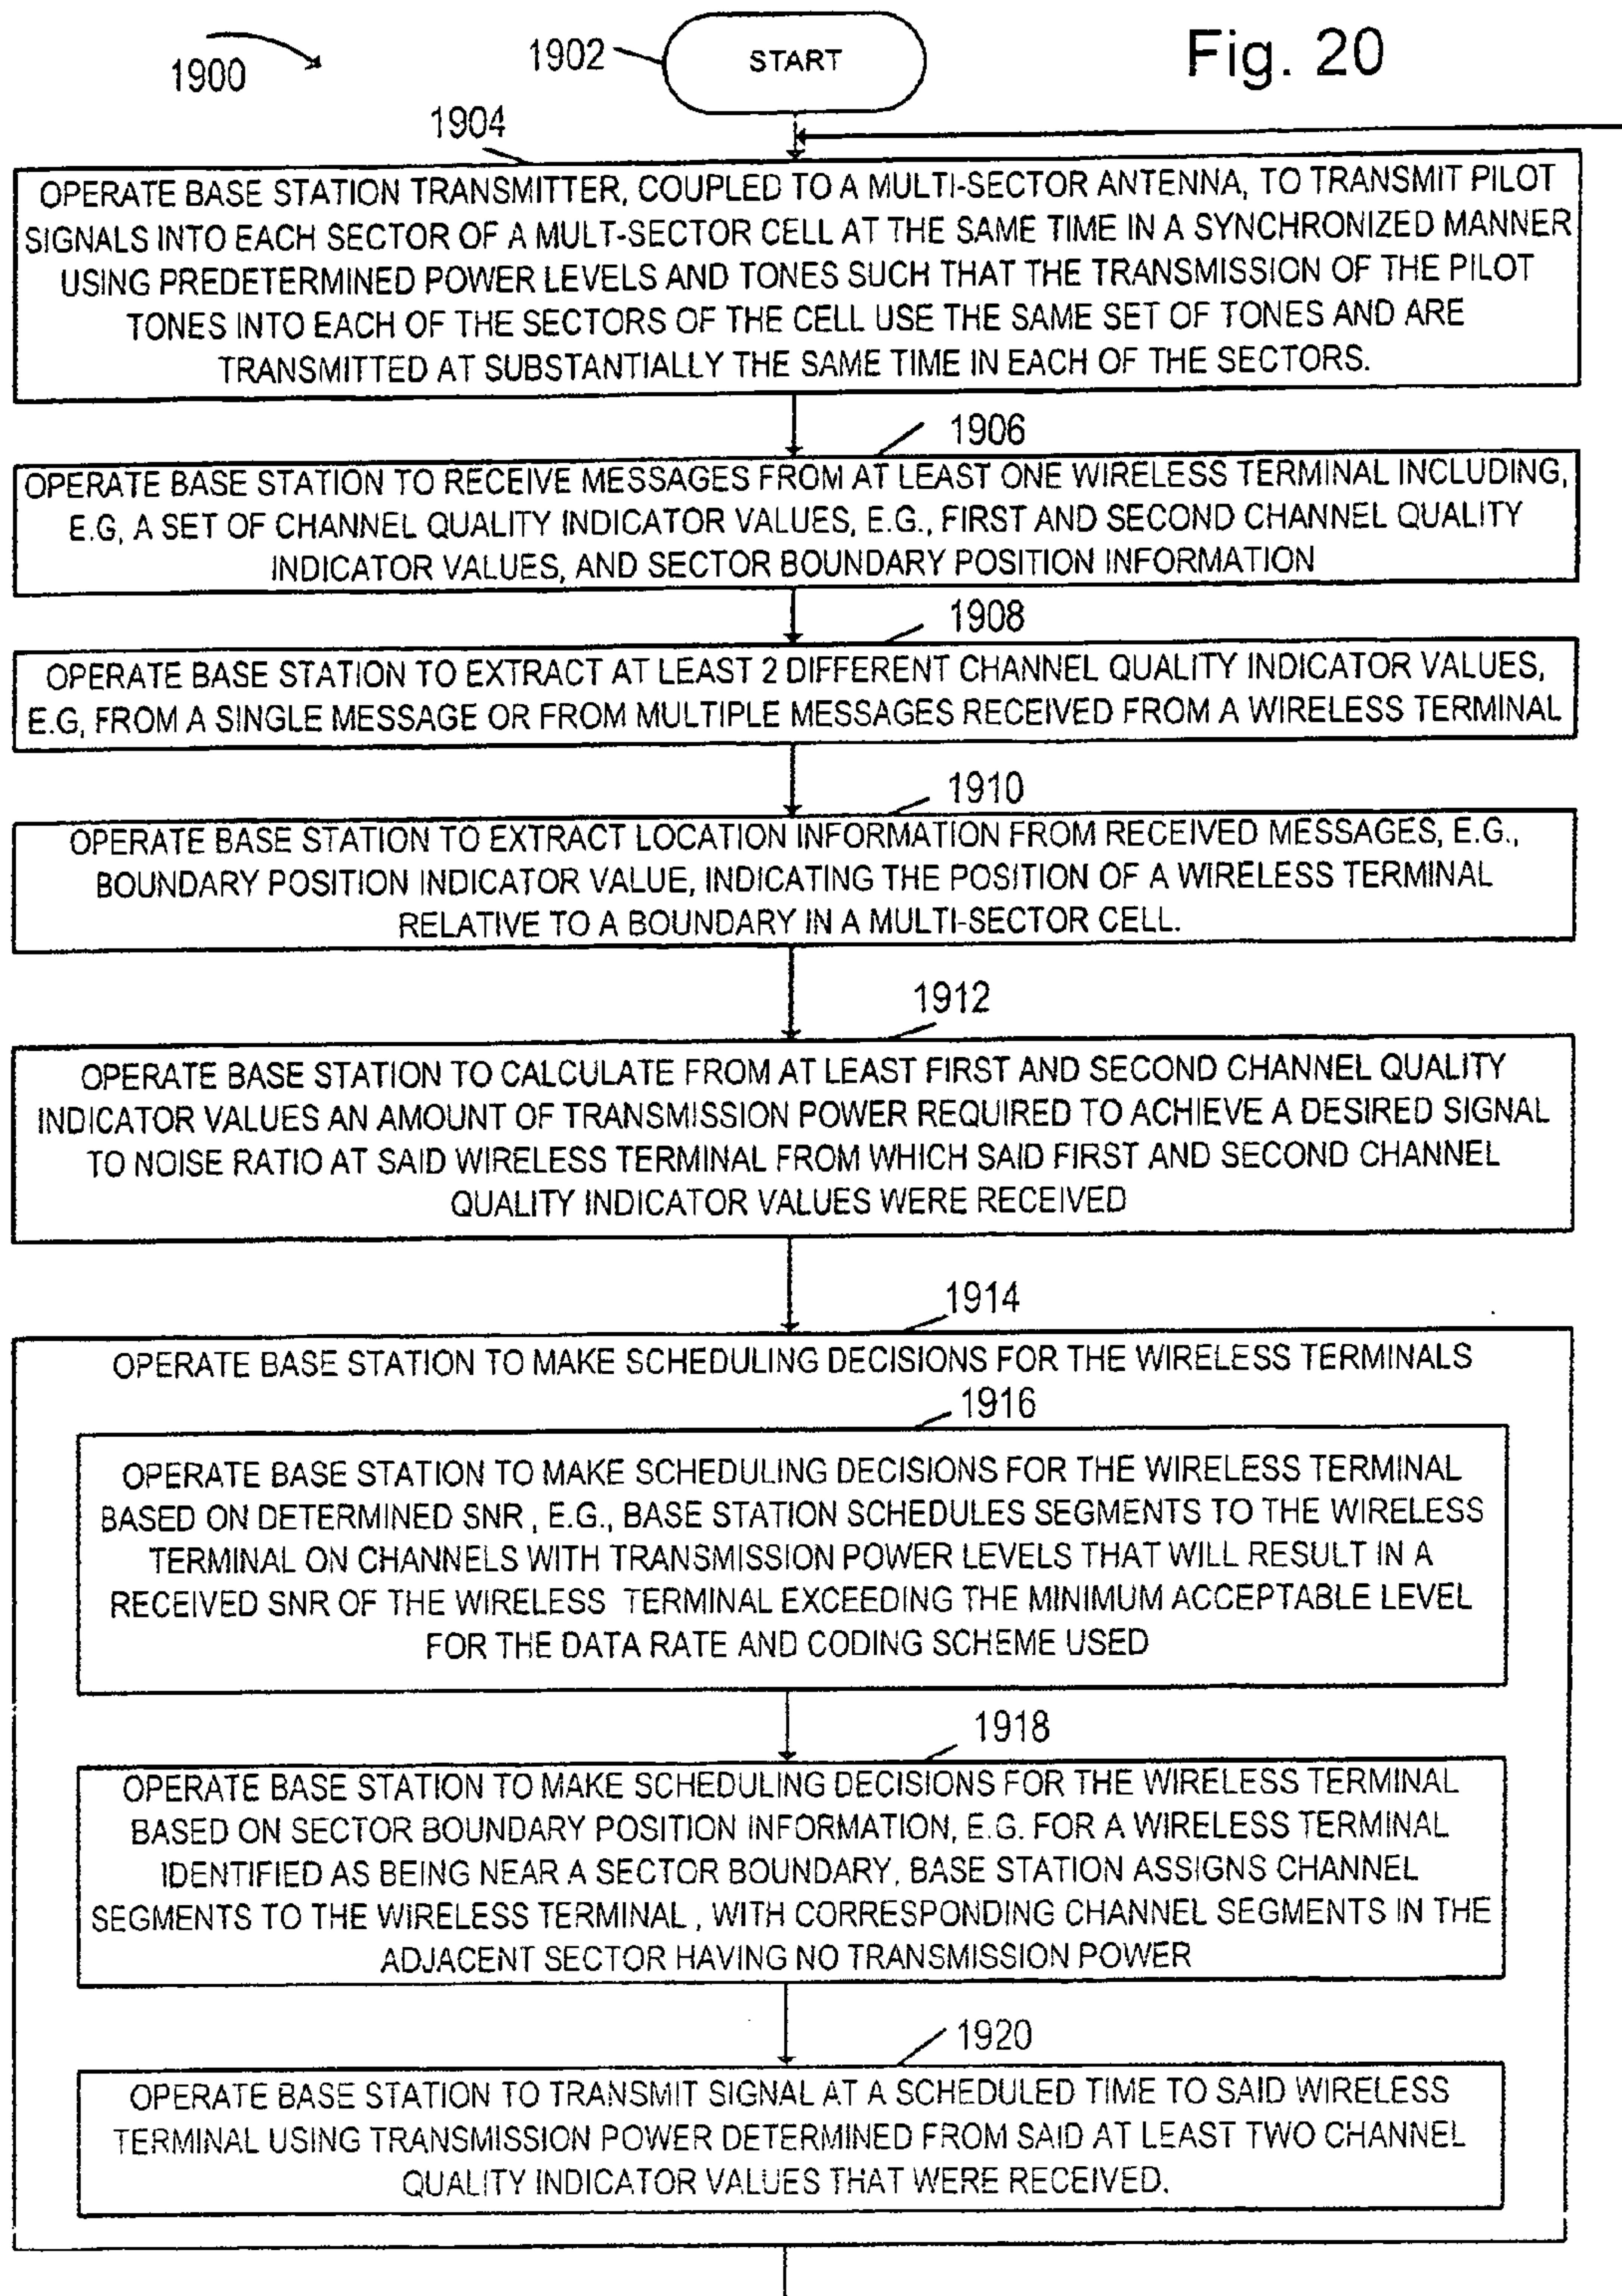 1900
1902
START
Fig. 20
1904
OPERATE BASE STATION TRANSMITTER, COUPLED TO A MULTI-SECTOR ANTENNA, TO TRANSMIT PILOT
SIGNALS INTO EACH SECTOR OF A MULT-SECTOR CELL AT THE SAME TIME IN A SYNCHRONIZED MANNER
USING PREDETERMINED POWER LEVELS AND TONES SUCH THAT THE TRANSMISSION OF THE PILOT
TONES INTO EACH OF THE SECTORS OF THE CELL USE THE SAME SET OF TONES AND ARE
TRANSMITTED AT SUBSTANTIALLY THE SAME TIME IN EACH OF THE SECTORS.
1906
OPERATE BASE STATION TO RECEIVE MESSAGES FROM AT LEAST ONE WIRELESS TERMINAL INCLUDING,
E.G, A SET OF CHANNEL QUALITY INDICATOR VALUES, E.G., FIRST AND SECOND CHANNEL QUALITY
INDICATOR VALUES, AND SECTOR BOUNDARY POSITION INFORMATION
1908
OPERATE BASE STATION TO EXTRACT AT LEAST 2 DIFFERENT CHANNEL QUALITY INDICATOR VALUES,
E.G, FROM A SINGLE MESSAGE OR FROM MULTIPLE MESSAGES RECEIVED FROM A WIRELESS TERMINAL
1910
OPERATE BASE STATION TO EXTRACT LOCATION INFORMATION FROM RECEIVED MESSAGES, E.G.,
BOUNDARY POSITION INDICATOR VALUE, INDICATING THE POSITION OF A WIRELESS TERMINAL
RELATIVE TO A BOUNDARY IN A MULTI-SECTOR CELL.
1912
OPERATE BASE STATION TO CALCULATE FROM AT LEAST FIRST AND SECOND CHANNEL QUALITY
INDICATOR VALUES AN AMOUNT OF TRANSMISSION POWER REQUIRED TO ACHIEVE A DESIRED SIGNAL
TO NOISE RATIO AT SAID WIRELESS TERMINAL FROM WHICH SAID FIRST AND SECOND CHANNEL
QUALITY INDICATOR VALUES WERE RECEIVED
1914
OPERATE BASE STATION TO MAKE SCHEDULING DECISIONS FOR THE WIRELESS TERMINALS
1916
OPERATE BASE STATION TO MAKE SCHEDULING DECISIONS FOR THE WIRELESS TERMINAL
BASED ON DETERMINED SNR , E.G., BASE STATION SCHEDULES SEGMENTS TO THE WIRELESS
TERMINAL ON CHANNELS WITH TRANSMISSION POWER LEVELS THAT WILL RESULT IN A
RECEIVED SNR OF THE WIRELESS TERMINAL EXCEEDING THE MINIMUM ACCEPTABLE LEVEL
FOR THE DATA RATE AND CODING SCHEME USED
1918
OPERATE BASE STATION TO MAKE SCHEDULING DECISIONS FOR THE WIRELESS TERMINAL
BASED ON SECTOR BOUNDARY POSITION INFORMATION, E.G. FOR A WIRELESS TERMINAL
IDENTIFIED AS BEING NEAR A SECTOR BOUNDARY, BASE STATION ASSIGNS CHANNEL
SEGMENTS TO THE WIRELESS TERMINAL , WITH CORRESPONDING CHANNEL SEGMENTS IN THE
ADJACENT SECTOR HAVING NO TRANSMISSION POWER
1920
OPERATE BASE STATION TO TRANSMIT SIGNAL AT A SCHEDULED TIME TO SAID WIRELESS
TERMINAL USING TRANSMISSION POWER DETERMINED FROM SAID AT LEAST TWO CHANNEL
QUALITY INDICATOR VALUES THAT WERE RECEIVED.